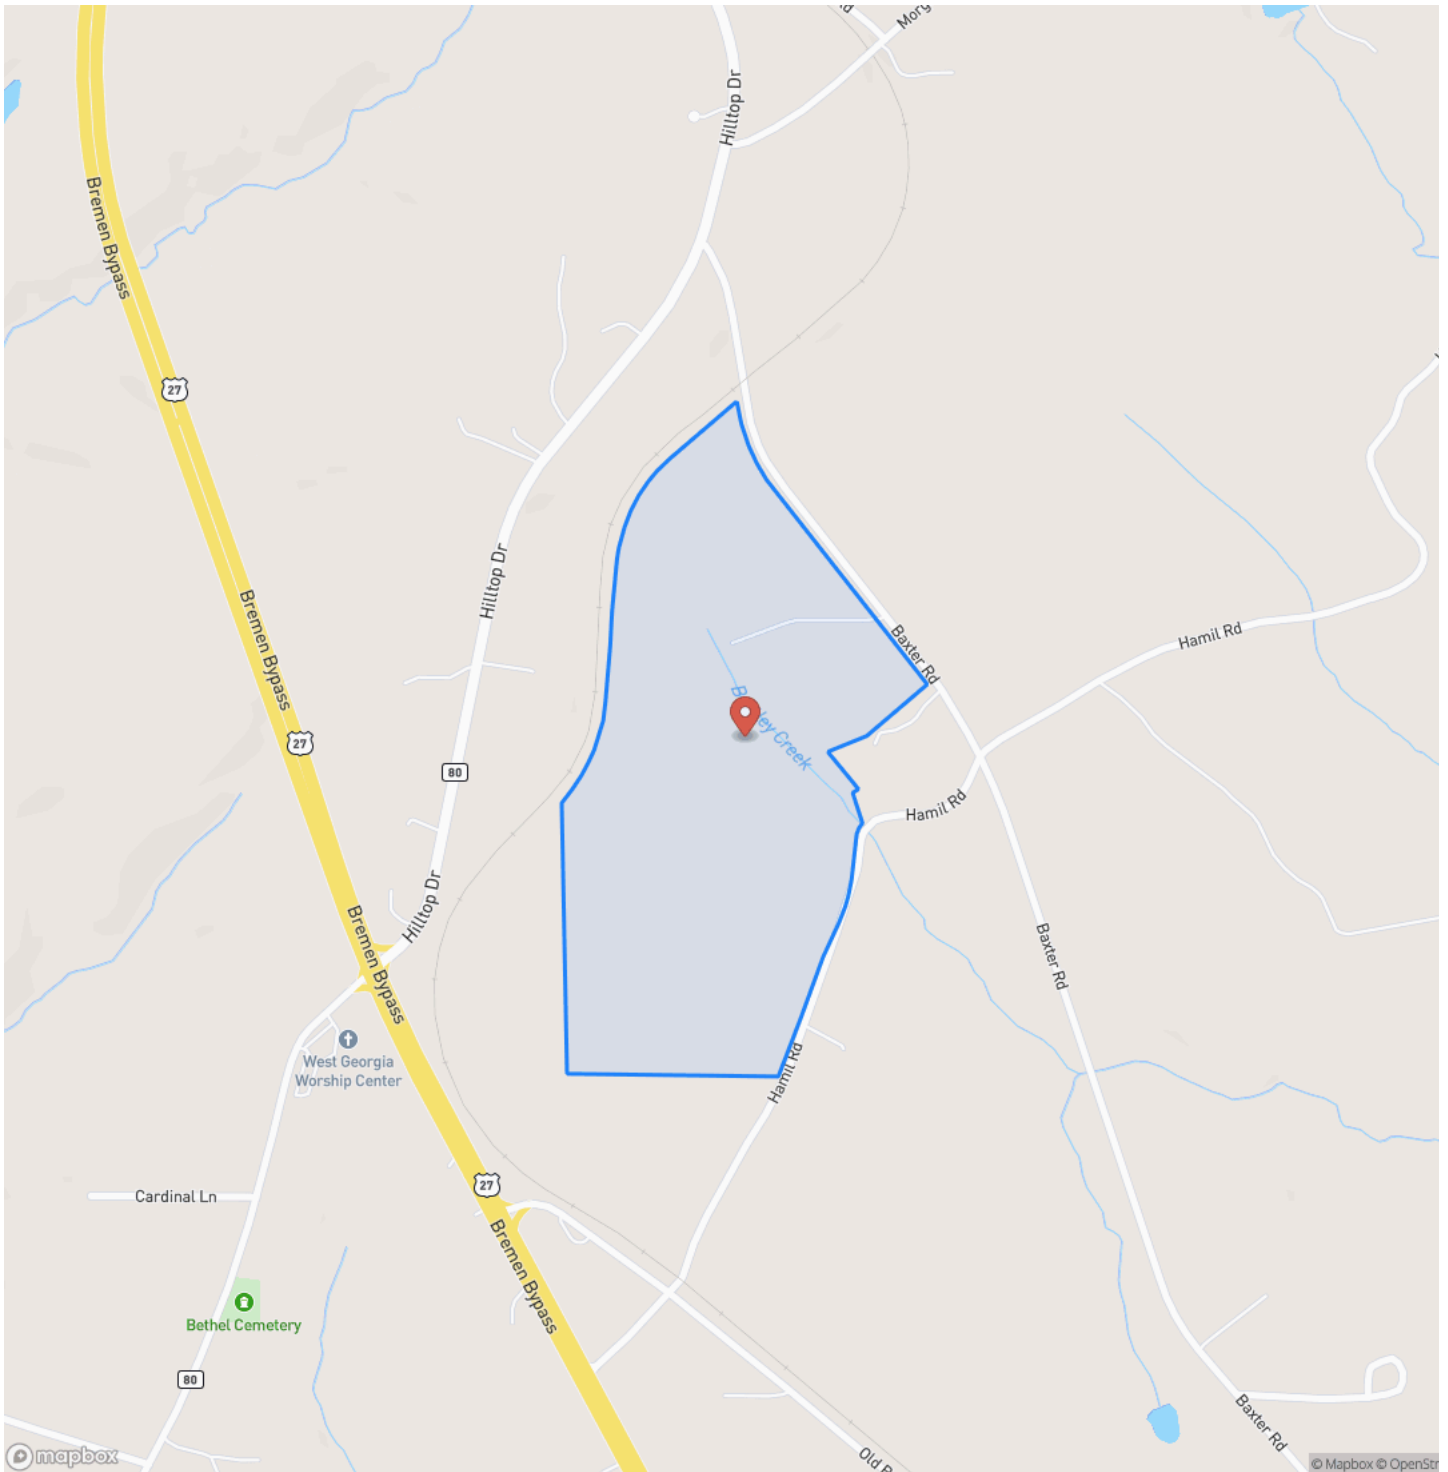 Morg
Hilltop Dr
Bremen Bypass
27
Hilltop Dr
Bremen Bypass
Baxter Rd
Hamil Rd
27
Creek
80
Hamil Rd
Hilltop Dr
Bremen Bypass
Baxter Rd
West Georgia
Worship Center
Hamil Rd
27
Cardinal Ln
Bremen Bypass
Bethel Cemetery
80
Baxter Rd
Old
mapbox
© Mapbox © OpenStr